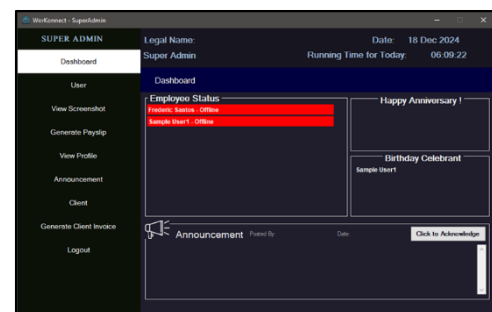 WorKonnect - SuperAdmin
SUPER ADMIN
Dashboard
User
View Screenshot
Generate Payslip
View Profile
Announcement
Client
Generate Client Invoice
Logout
Legal Name:
Date: 18 Dec 2024
Super Admin
Running Time for Today: 06:09:22
Dashboard
Employee Status
Frederic Santos - Offline
Sample User1 - Offline
Happy Anniversary !
Birthday Celebrant
Sample User1
Announcement Posted By: Date: Click to Acknowledge